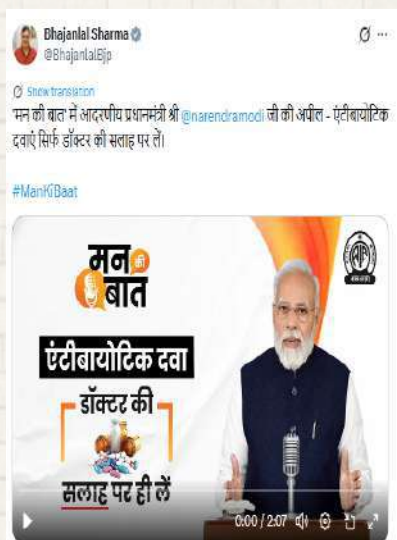 Bhajanlal Sharma
@BhajanlalBjp
Show translation
'मन की बात' में आदरणीय प्रधानमंत्री श्री @narendramodi जी की अपील - एंटीबायोटिक
दवाएं सिर्फ डॉक्टर की सलाह पर लें।
#MannKiBaat
मन की
बात
एंटीबायोटिक दवा
डॉक्टर की
सलाह पर ही लें
0:00 / 2:07